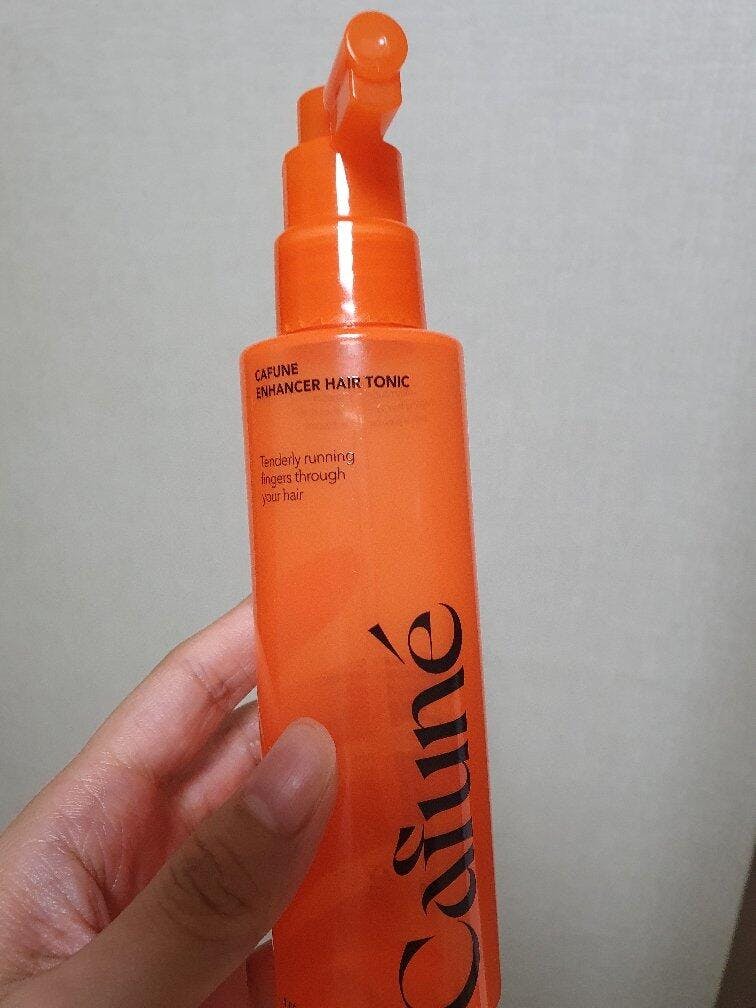 CAFUNE
ENHANCER HAIR TONIC
Tenderly running
fingers through
your hair
Cafuné